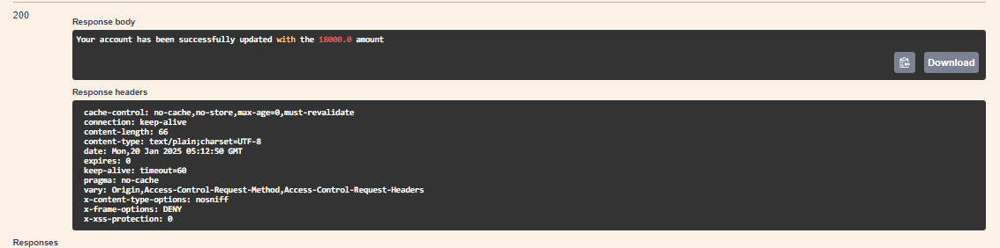 200
Response body
Your account has been successfully updated with the 18000.0 amount
Download
Response headers
cache-control: no-cache,no-store,max-age=0,must-revalidate
connection: keep-alive
content-length: 66
content-type: text/plain;charset=UTF-8
date: Mon,20 Jan 2025 05:12:50 GMT
expires: 0
keep-alive: timeout=60
pragma: no-cache
vary: Origin,Access-Control-Request-Method,Access-Control-Request-Headers
x-content-type-options: nosniff
x-frame-options: DENY
x-xss-protection: 0
Responses